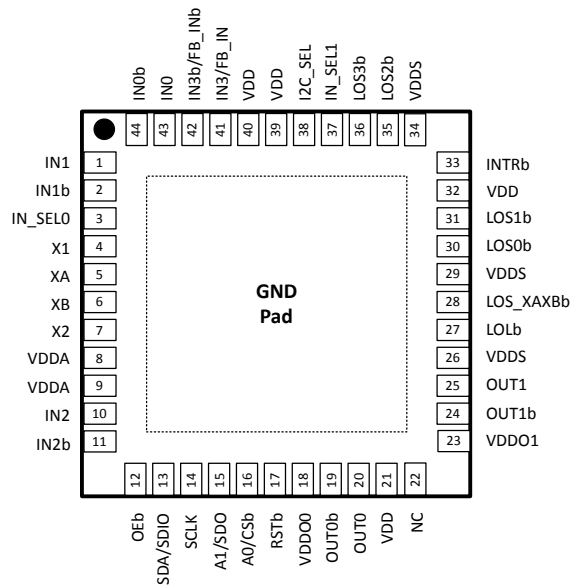 IN0b
IN0
IN3b/FB_INb
IN3/FB_IN
VDD
VDD
I2C_SEL
IN_SEL1
LOS3b
LOS2b
VDDS
44
43
42
41
40
39
38
37
36
35
34
IN1 1
IN1b 2
IN_SEL0 3
X1 4
XA 5
XB 6
X2 7
VDDA 8
VDDA 9
IN2 10
IN2b 11
GND
Pad
33 INTRb
32 VDD
31 LOS1b
30 LOS0b
29 VDDS
28 LOS_XAXBb
27 LOLb
26 VDDS
25 OUT1
24 OUT1b
23 VDDO1
12
13
14
15
16
17
18
19
20
21
22
OEb
SDA/SDIO
SCLK
A1/SDO
A0/CSb
RSTb
VDDO0
OUT0b
OUT0
VDD
NC